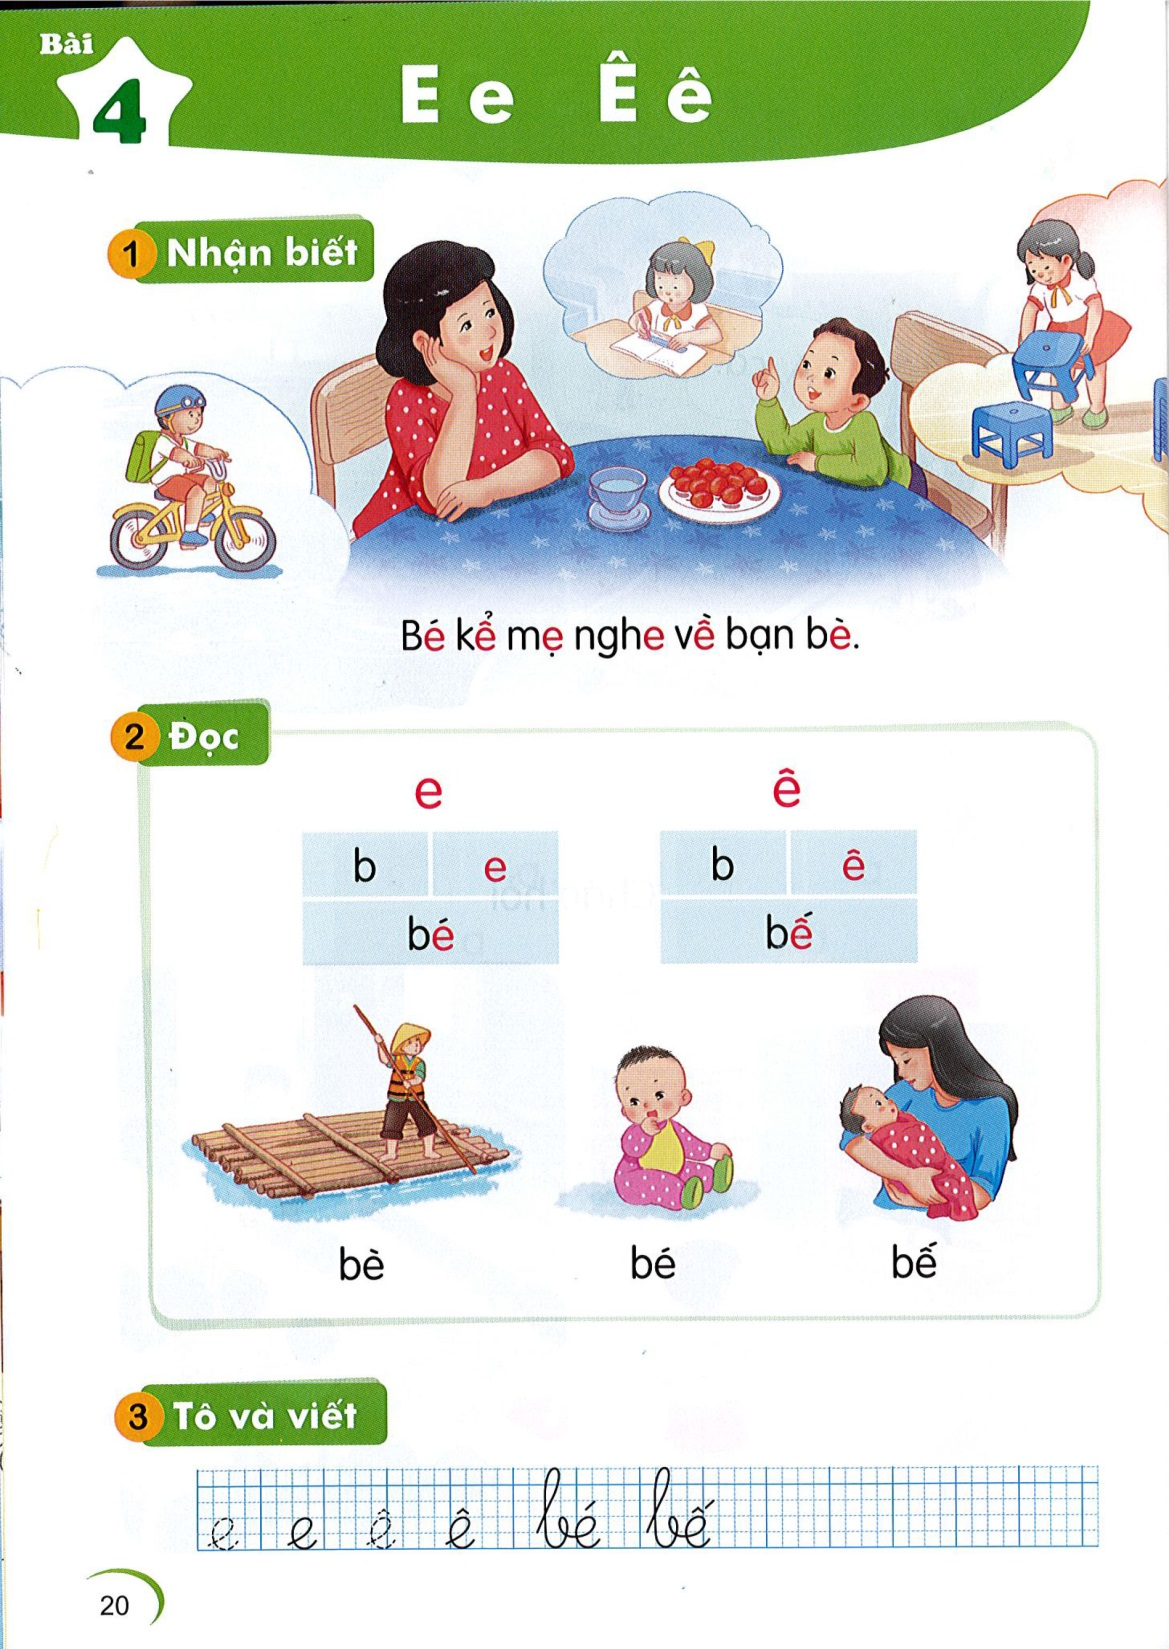 Bài
4
E e Ê ê
1 Nhận biết
Bé kể mẹ nghe về bạn bè.
2 Đọc
e ê
b e b ê
bé bế
bè bé bế
3 Tô và viết
e e ê ê bé bế
20